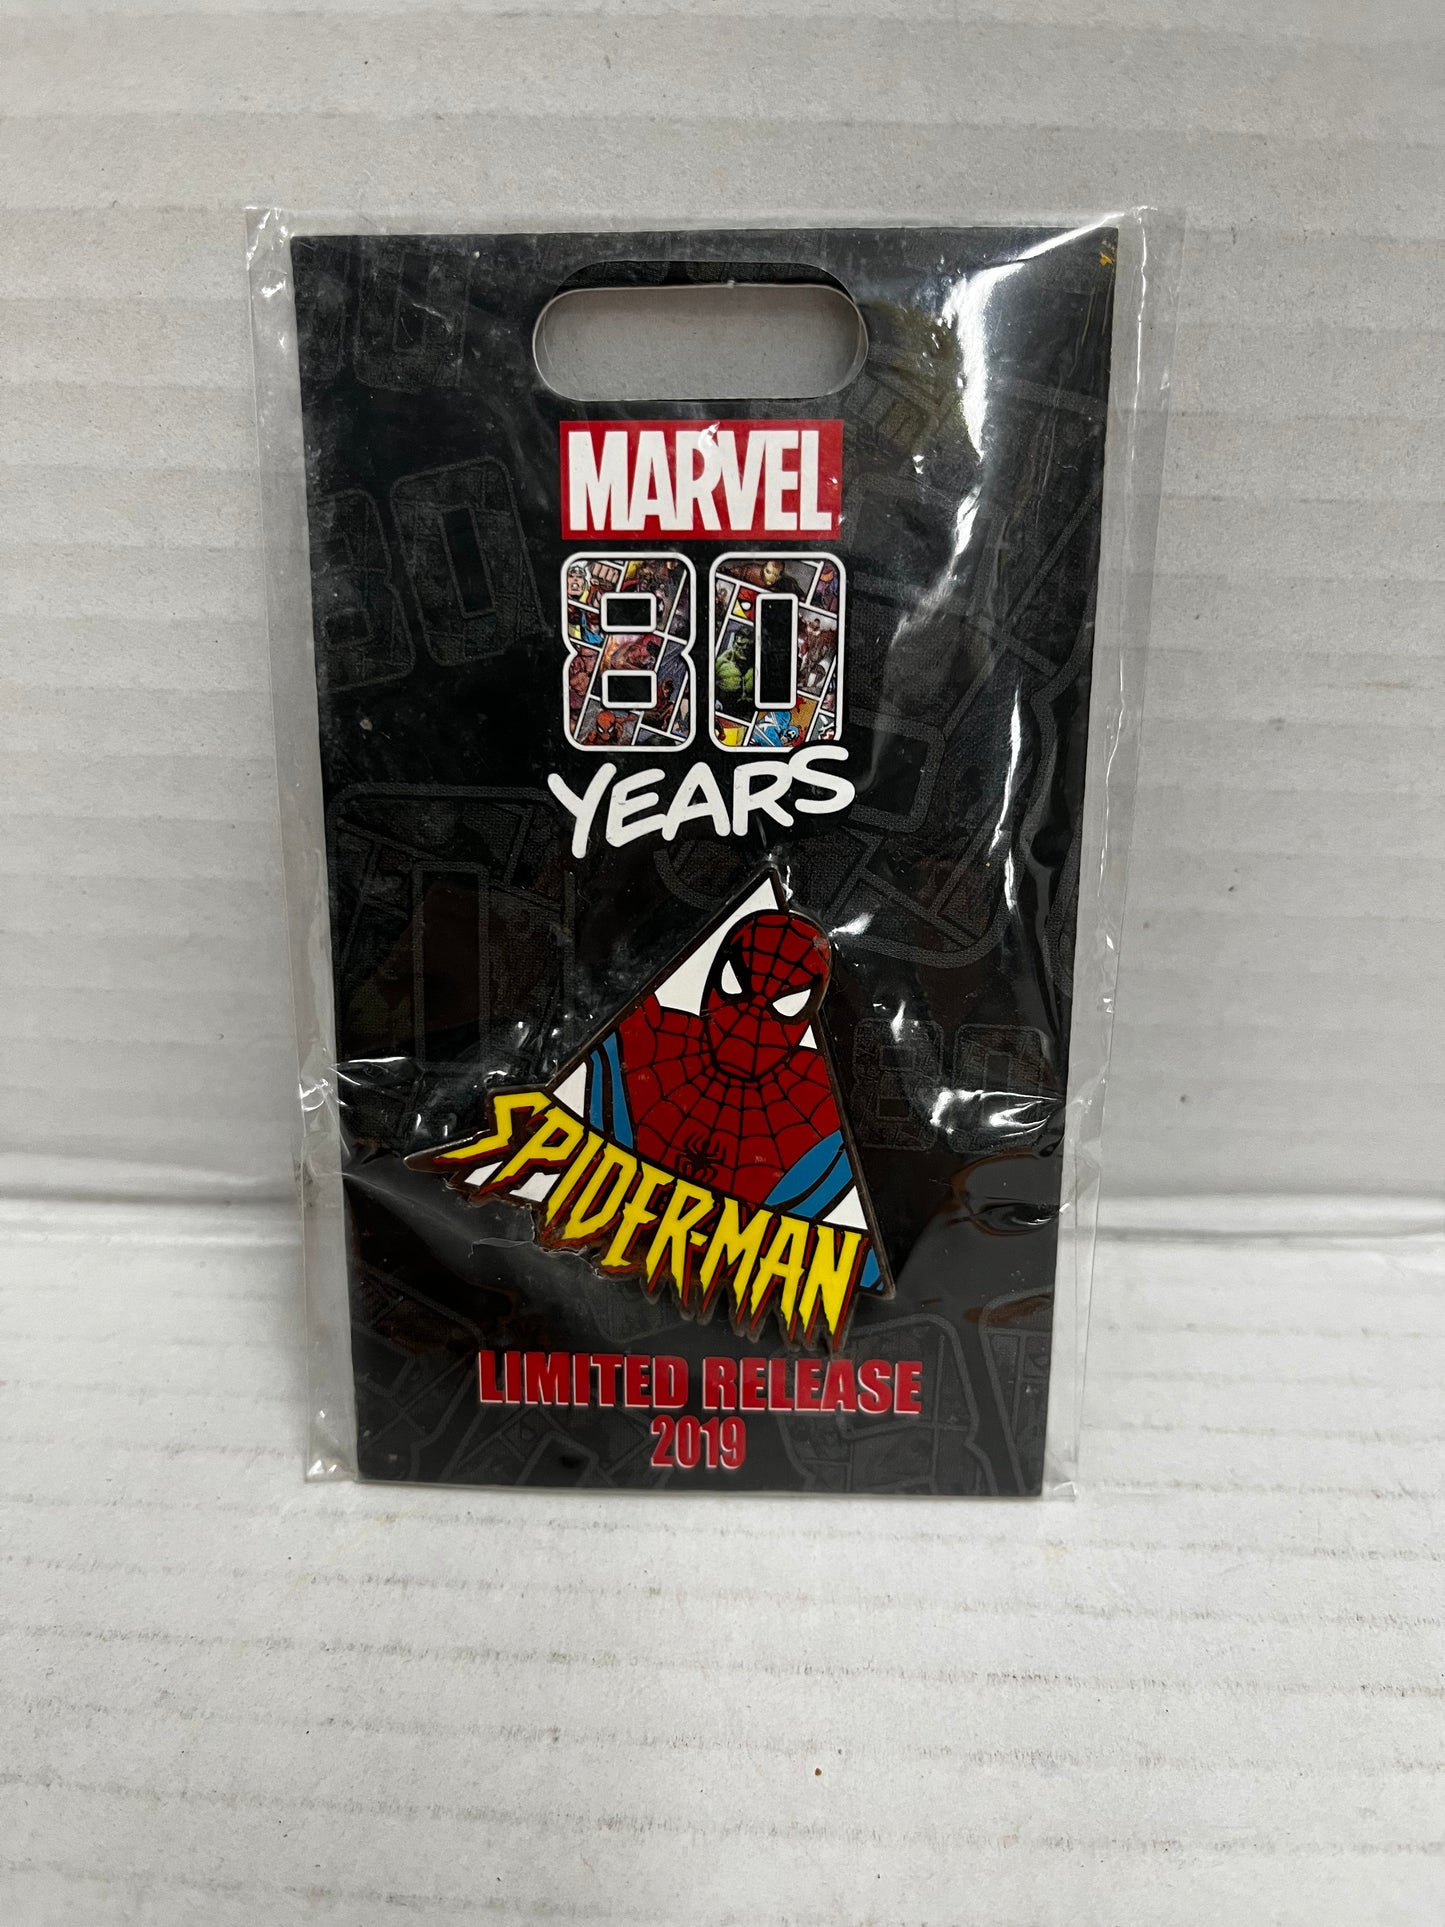 MARVEL
80
YEARS
SPIDER-MAN
LIMITED RELEASE
2019